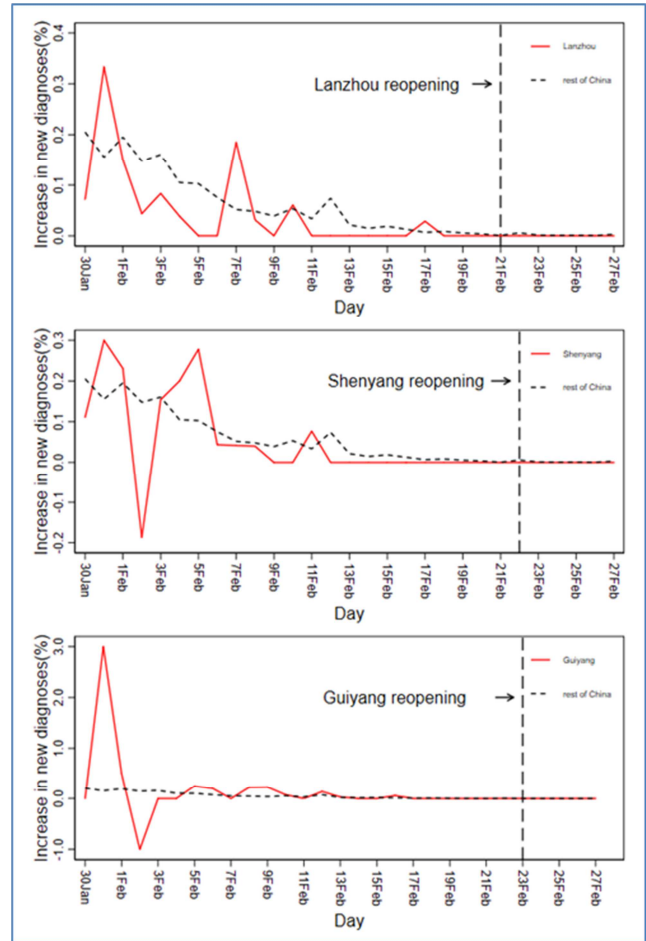 Increase in new diagnoses(%)
0.4
0.3
0.2
0.1
0.0
Lanzhou
rest of China
Lanzhou reopening
30Jan
1Feb
3Feb
5Feb
7Feb
9Feb
11Feb
13Feb
15Feb
17Feb
19Feb
21Feb
23Feb
25Feb
27Feb
Day
Increase in new diagnoses(%)
0.3
0.2
0.1
0.0
-0.1
-0.2
Shenyang
rest of China
Shenyang reopening
30Jan
1Feb
3Feb
5Feb
7Feb
9Feb
11Feb
13Feb
15Feb
17Feb
19Feb
21Feb
23Feb
25Feb
27Feb
Day
Increase in new diagnoses(%)
3.0
2.0
1.0
0.0
-1.0
Guiyang
rest of China
Guiyang reopening
30Jan
1Feb
3Feb
5Feb
7Feb
9Feb
11Feb
13Feb
15Feb
17Feb
19Feb
21Feb
23Feb
25Feb
27Feb
Day